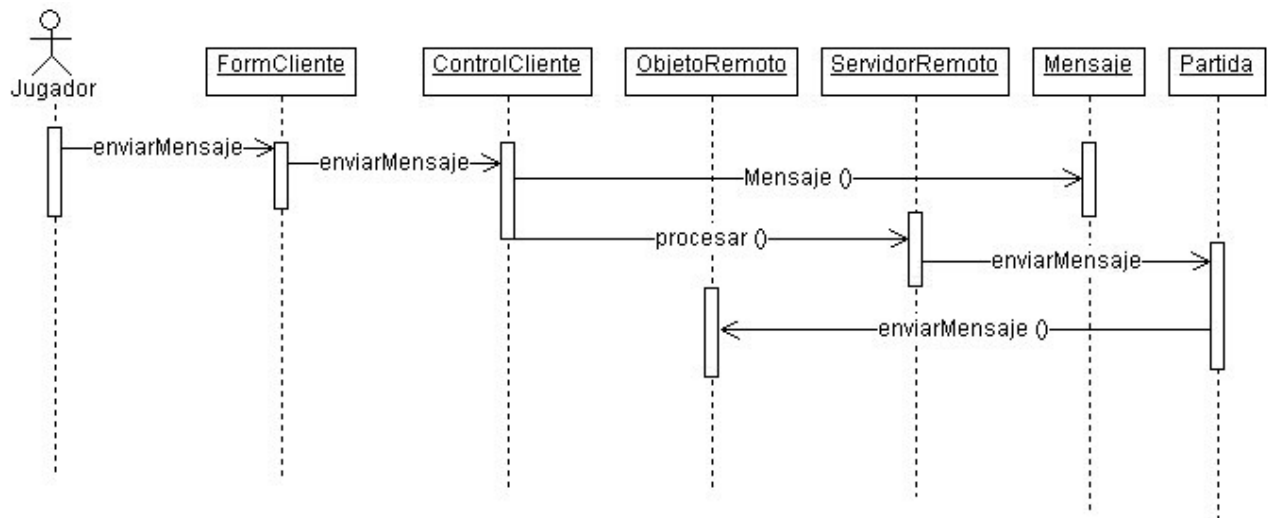 Jugador
FormCliente
ControlCliente
ObjetoRemoto
ServidorRemoto
Mensaje
Partida
enviarMensaje
enviarMensaje
Mensaje ()
procesar ()
enviarMensaje
enviarMensaje ()